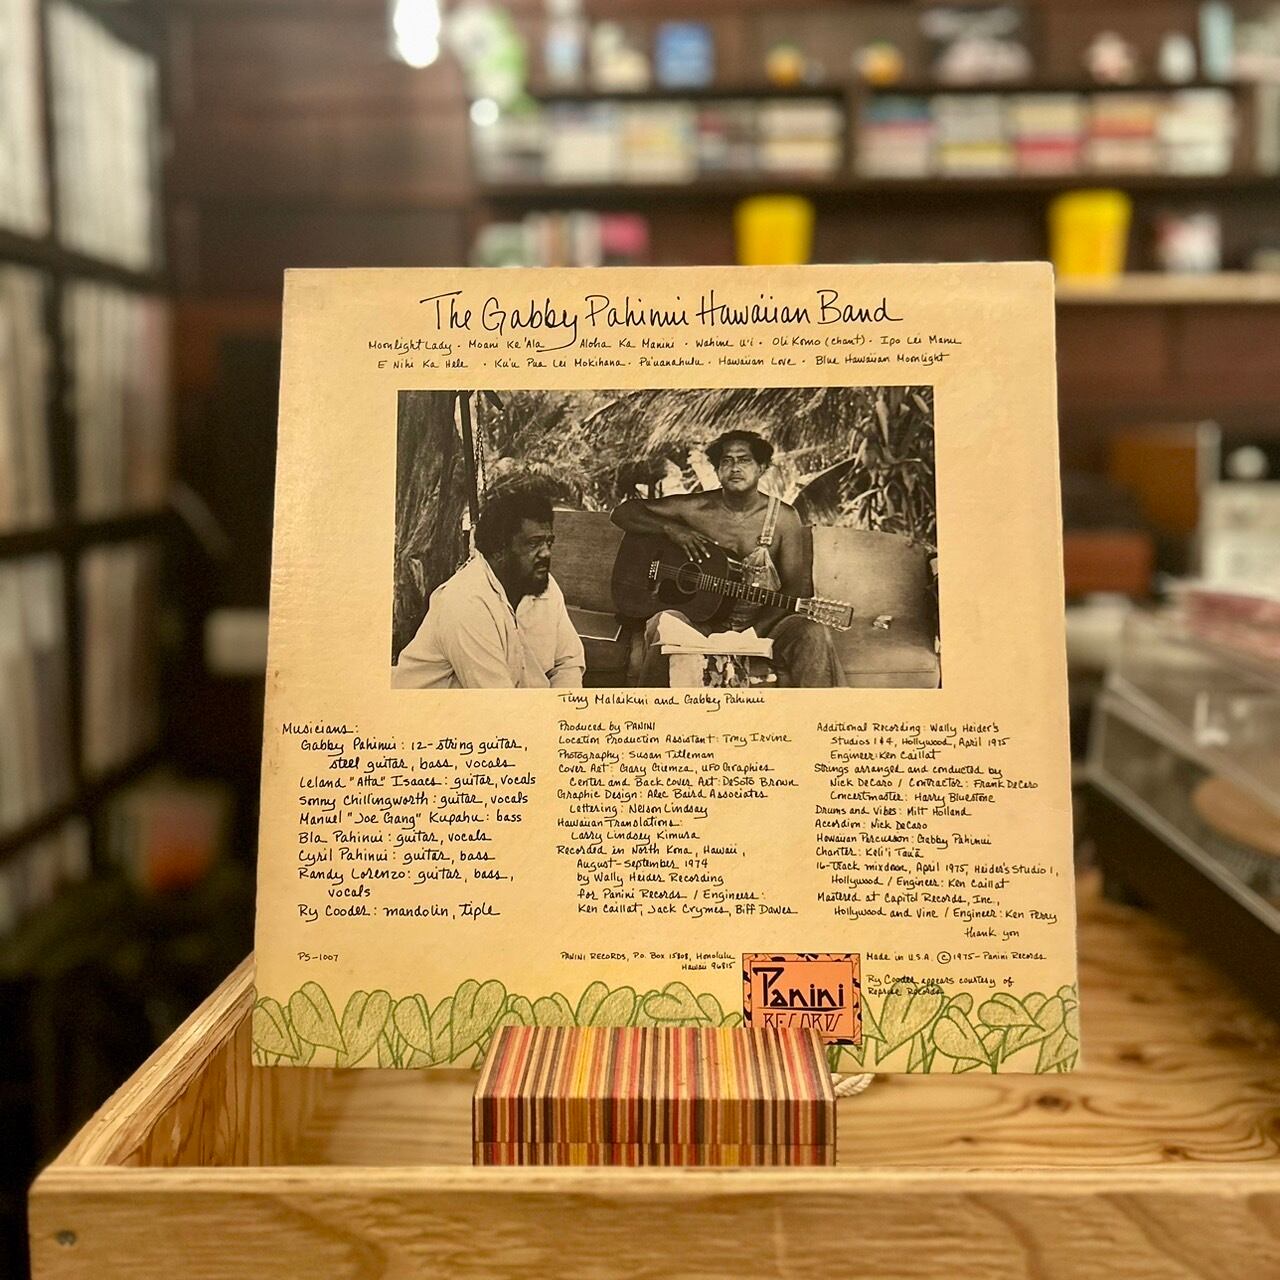 The Gabby Pahinui Hawaiian Band
Moonlight Lady · Moani Ke 'Ala · Aloha Ka Manini · Wahine U'i · Oli Komo (chant) · Ipo Lei Manu
E Nihi Ka Hele · Ku'u Pua Lei Mokihana · Pu'uanahulu · Hawaiian Love · Blue Hawaiian Moonlight
Tiny Malaikini and Gabby Pahinui
Musicians:
Gabby Pahinui: 12-string guitar,
steel guitar, bass, vocals
Leland "Atta" Isaacs: guitar, vocals
Sonny Chillingworth: guitar, vocals
Manuel "Joe Gang" Kupahu: bass
Bla Pahinui: guitar, vocals
Cyril Pahinui: guitar, bass
Randy Lorenzo: guitar, bass,
vocals
Ry Cooder: mandolin, tiple
PS-1007
Produced by PANINI
Location Production Assistant: Tony Irvine
Photography: Susan Titleman
Cover Art: Gary Giemza, UFO Graphics
Center and Back Cover Art: DeSoto Brown
Graphic Design: Alec Baird Associates
Lettering: Nelson Lindsay
Hawaiian Translations:
Larry Lindsey Kimura
Recorded in North Kona, Hawaii,
August-September 1974
by Wally Heider Recording
for Panini Records / Engineers:
Ken Caillat, Jack Crymes, Biff Dawes
PANINI RECORDS, P.O. Box 15808, Honolulu
Hawaii 96815
Panini
RECORDS
Additional Recording: Wally Heider's
Studios 1 & 4, Hollywood, April 1975
Engineer: Ken Caillat
Strings arranged and conducted by
Nick DeCaro / Contractor: Frank DeCaro
Concertmaster: Harry Bluestone
Drums and Vibes: Milt Holland
Accordion: Nick DeCaro
Hawaiian Percussion: Gabby Pahinui
Chanter: Keli'i Tau'a
16-track mixdown, April 1975, Heider's Studio 1,
Hollywood / Engineer: Ken Caillat
Mastered at Capitol Records, Inc.,
Hollywood and Vine / Engineer: Ken Perry
thank you
Made in U.S.A. © 1975 - Panini Records
Ry Cooder appears courtesy of
Reprise Records